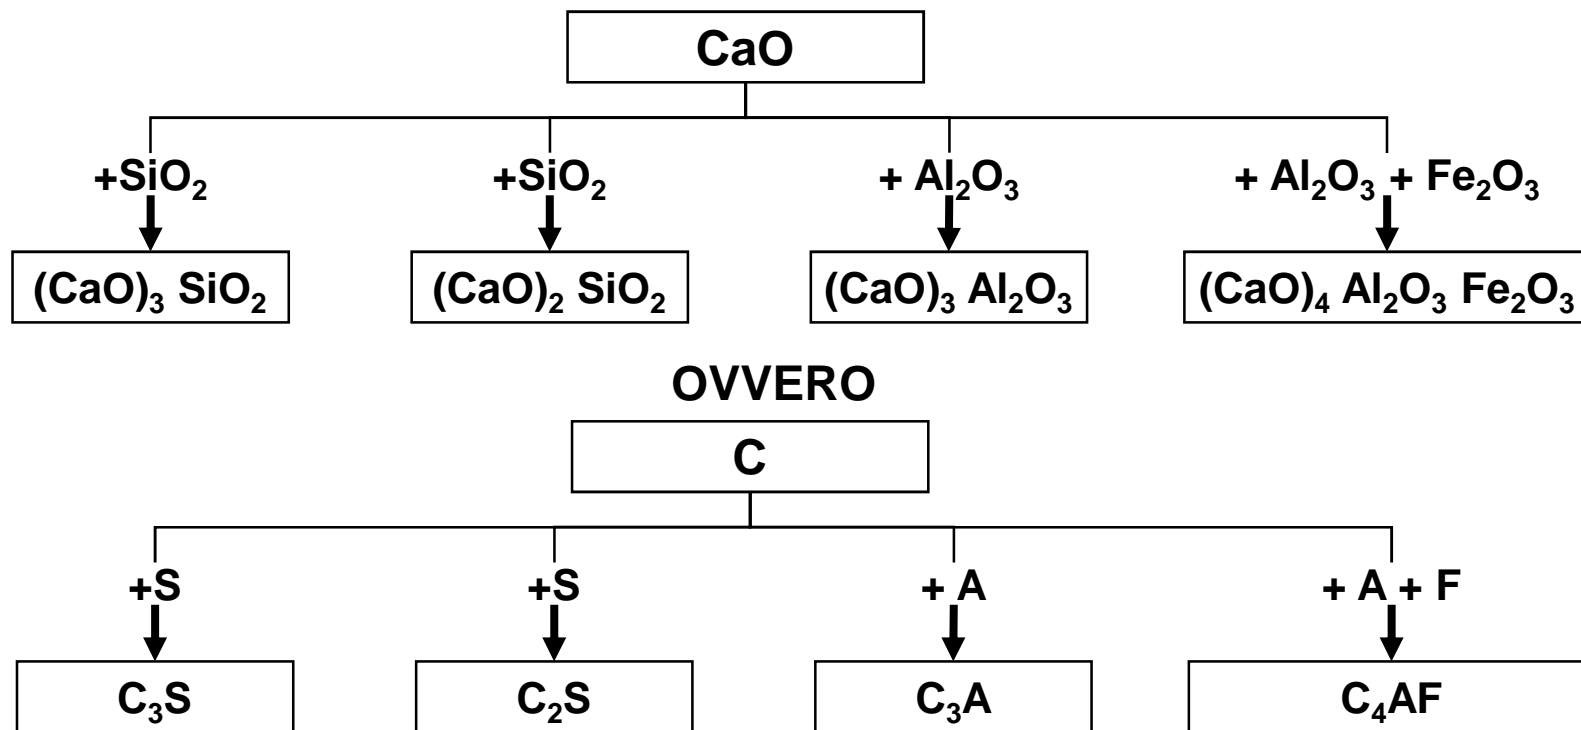 CaO
+SiO₂ +SiO₂ + Al₂O₃ + Al₂O₃ + Fe₂O₃
(CaO)₃ SiO₂ (CaO)₂ SiO₂ (CaO)₃ Al₂O₃ (CaO)₄ Al₂O₃ Fe₂O₃
OVVERO
C
+S +S + A + A + F
C₃S C₂S C₃A C₄AF